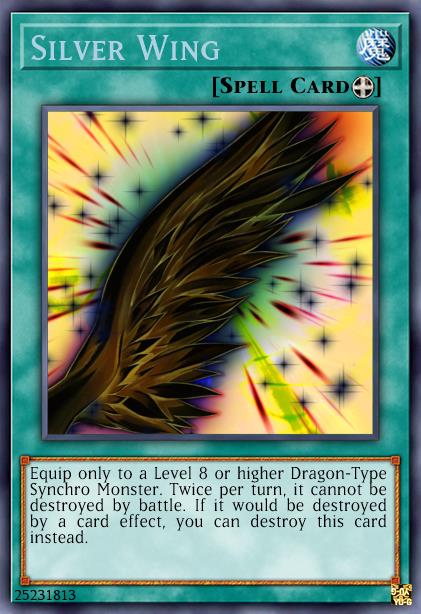 Silver Wing
魔
[Spell Card]
Equip only to a Level 8 or higher Dragon-Type
Synchro Monster. Twice per turn, it cannot be
destroyed by battle. If it would be destroyed
by a card effect, you can destroy this card
instead.
25231813